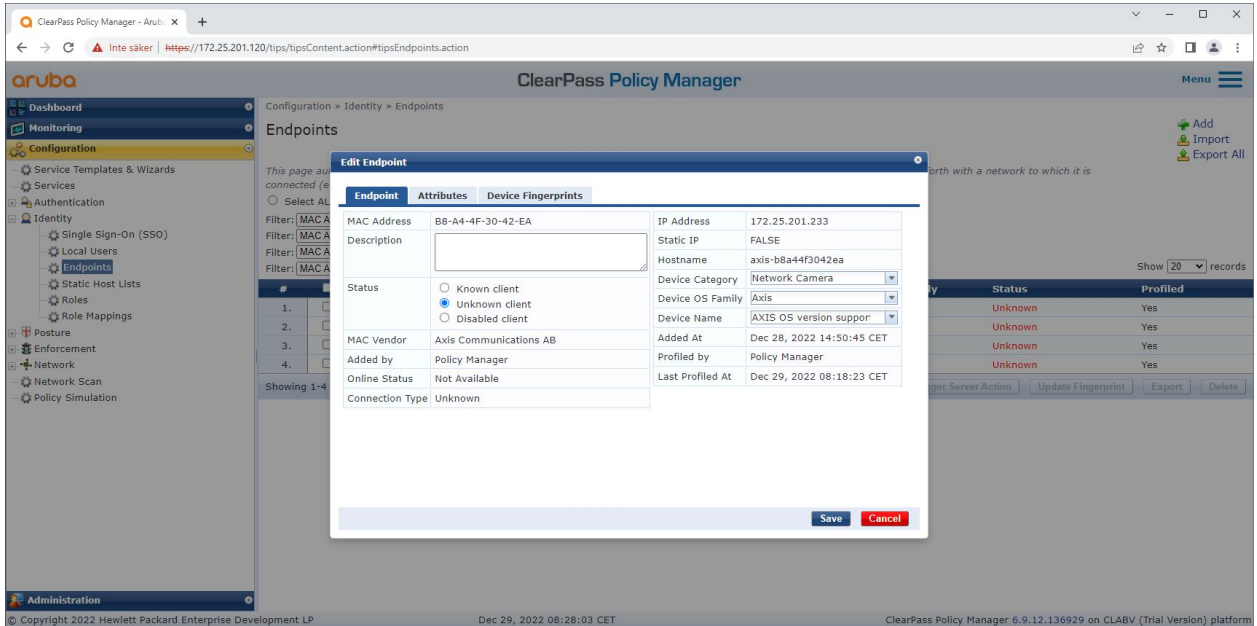 ClearPass Policy Manager - Arub
Inte säker | https://172.25.201.120/tips/tipsContent.action#tipsEndpoints.action
aruba
ClearPass Policy Manager
Menu
Dashboard
Monitoring
Configuration
Service Templates & Wizards
Services
Authentication
Identity
Single Sign-On (SSO)
Local Users
Endpoints
Static Host Lists
Roles
Role Mappings
Posture
Enforcement
Network
Network Scan
Policy Simulation
Administration
Configuration » Identity » Endpoints
Endpoints
Add
Import
Export All
This page au
orth with a network to which it is
connected (e
Select AL
Filter: MAC A
Filter: MAC A
Filter: MAC A
Filter: MAC A
Show 20 records
# ly Status Profiled
1. Unknown Yes
2. Unknown Yes
3. Unknown Yes
4. Unknown Yes
Showing 1-4
gger Server Action Update Fingerprint Export Delete
Edit Endpoint
Endpoint Attributes Device Fingerprints
MAC Address B8-A4-4F-30-42-EA
Description
Status
Known client
Unknown client
Disabled client
MAC Vendor Axis Communications AB
Added by Policy Manager
Online Status Not Available
Connection Type Unknown
IP Address 172.25.201.233
Static IP FALSE
Hostname axis-b8a44f3042ea
Device Category Network Camera
Device OS Family Axis
Device Name AXIS OS version suppor
Added At Dec 28, 2022 14:50:45 CET
Profiled by Policy Manager
Last Profiled At Dec 29, 2022 08:18:23 CET
Save Cancel
© Copyright 2022 Hewlett Packard Enterprise Development LP
Dec 29, 2022 08:28:03 CET
ClearPass Policy Manager 6.9.12.136929 on CLABV (Trial Version) platform